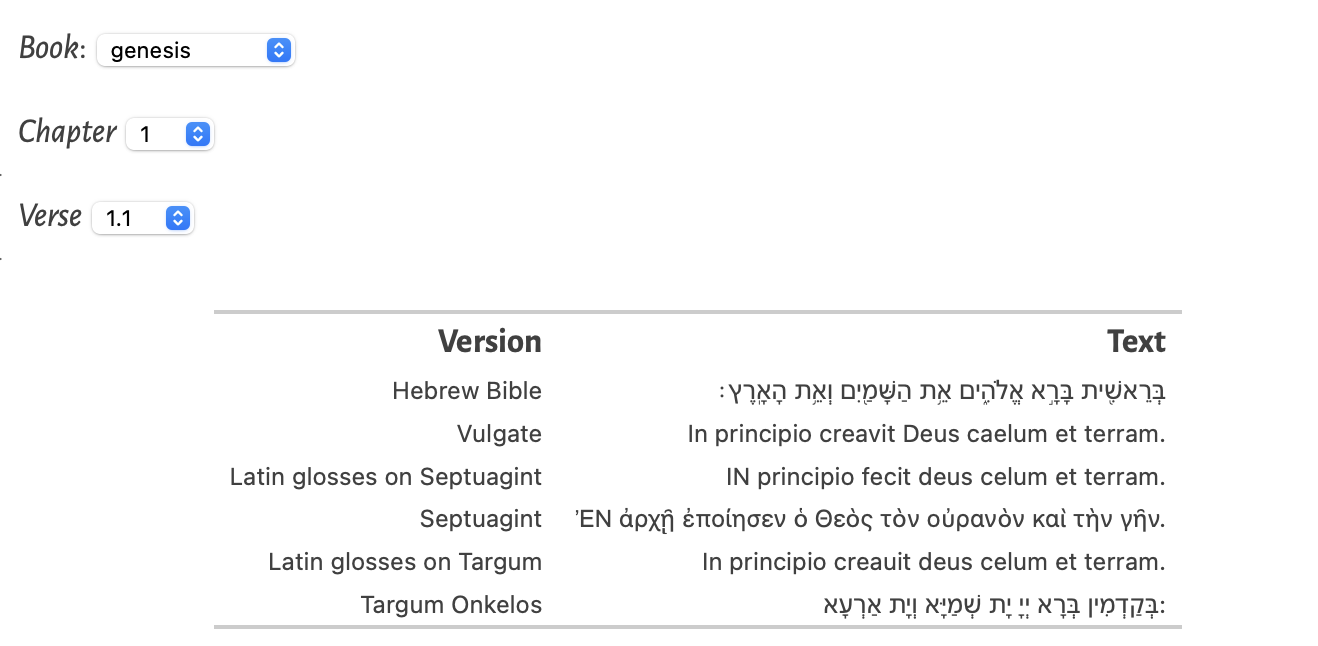 Book: genesis
Chapter 1
Verse 1.1
Version Text
Hebrew Bible בְּרֵאשִׁ֖ית בָּרָ֣א אֱלֹהִ֑ים אֵ֥ת הַשָּׁמַ֖יִם וְאֵ֥ת הָאָֽרֶץ׃
Vulgate In principio creavit Deus caelum et terram.
Latin glosses on Septuagint IN principio fecit deus celum et terram.
Septuagint ʼΕΝ ἀρχῇ ἐποίησεν ὁ Θεὸς τὸν οὐρανὸν καὶ τὴν γῆν.
Latin glosses on Targum In principio creauit deus celum et terram.
Targum Onkelos בְּקַדְמִין בְּרָא יְיָ יָת שְׁמַיָּא וְיָת אַרְעָא: